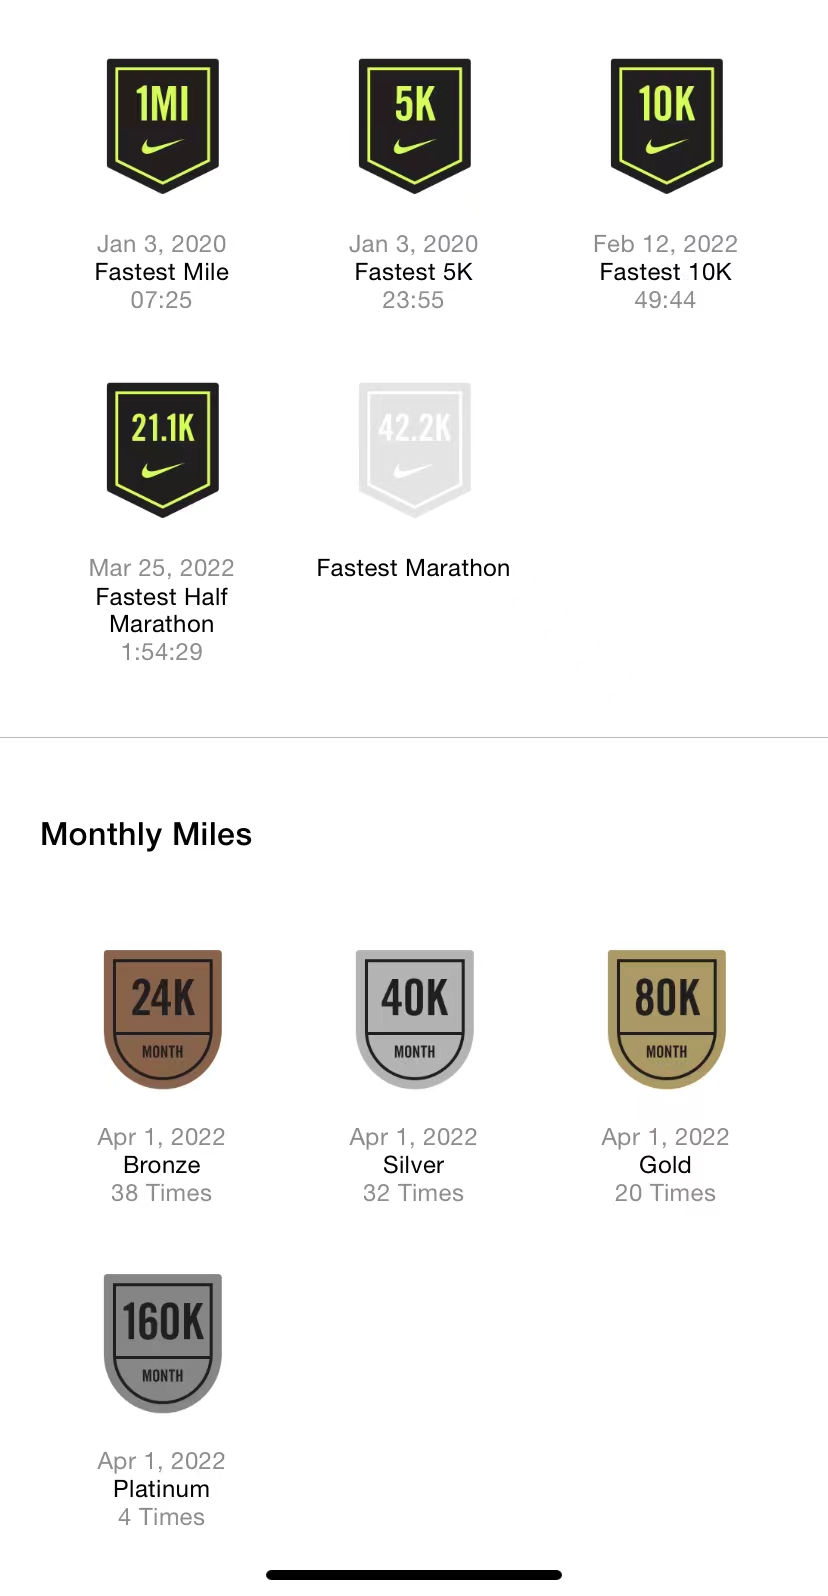 1MI
5K
10K
Jan 3, 2020
Fastest Mile
07:25
Jan 3, 2020
Fastest 5K
23:55
Feb 12, 2022
Fastest 10K
49:44
21.1K
42.2K
Mar 25, 2022
Fastest Half
Marathon
1:54:29
Fastest Marathon
Monthly Miles
24K
MONTH
40K
MONTH
80K
MONTH
Apr 1, 2022
Bronze
38 Times
Apr 1, 2022
Silver
32 Times
Apr 1, 2022
Gold
20 Times
160K
MONTH
Apr 1, 2022
Platinum
4 Times